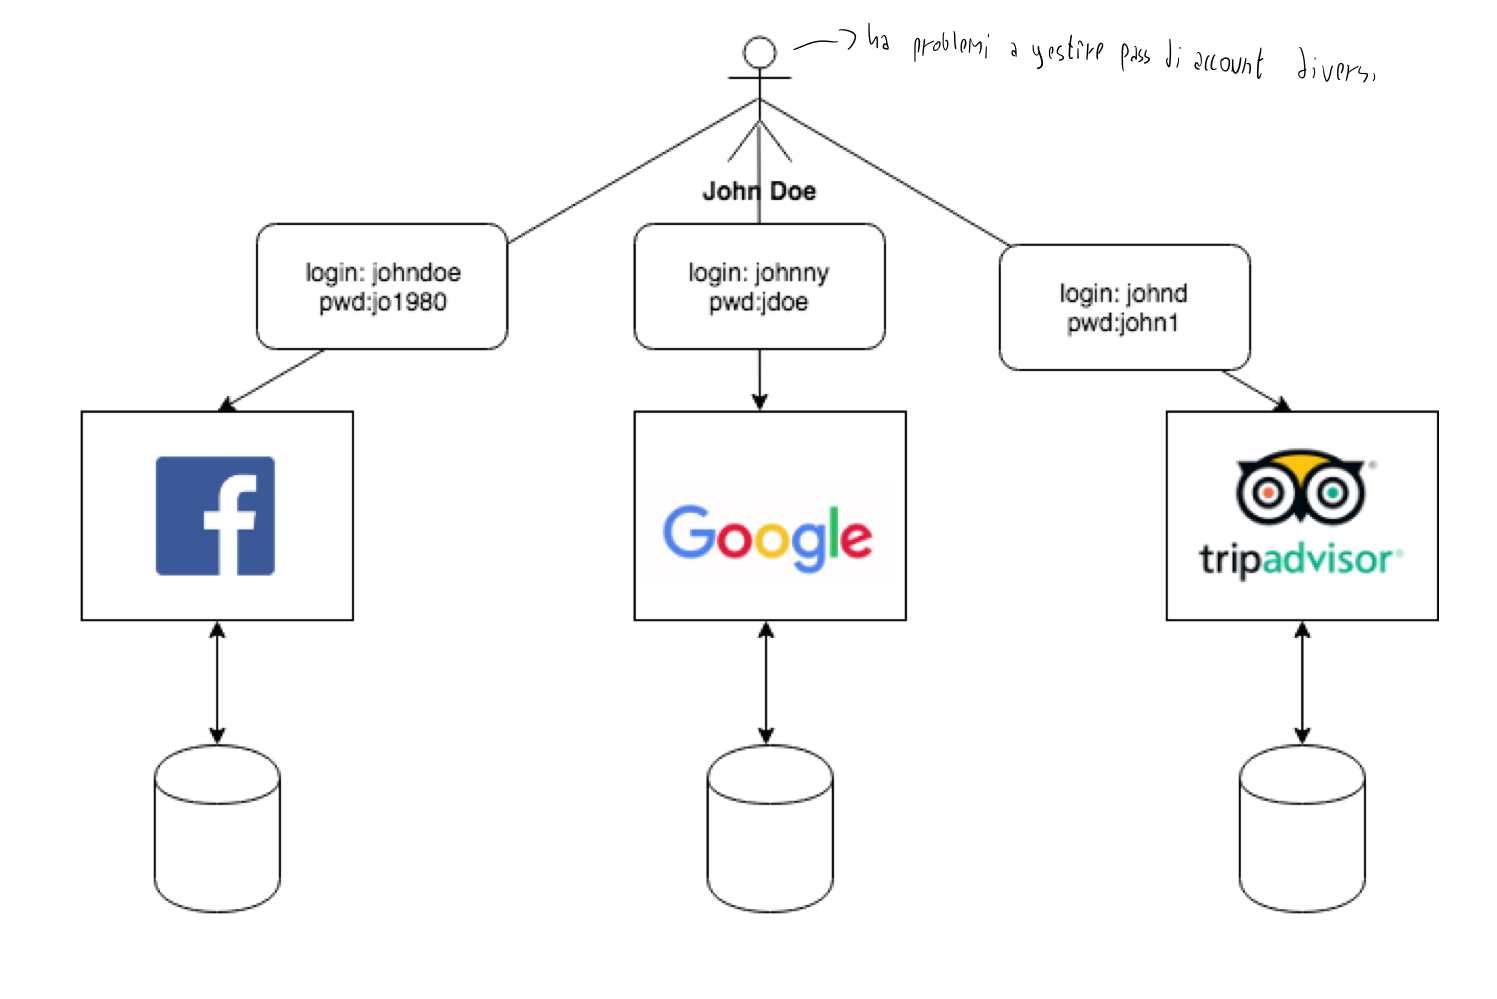 ha problemi a gestire pass di account diversi
John Doe
login: johndoe
pwd:jo1980
login: johnny
pwd:jdoe
login: johnd
pwd:john1
f
Google
tripadvisor®